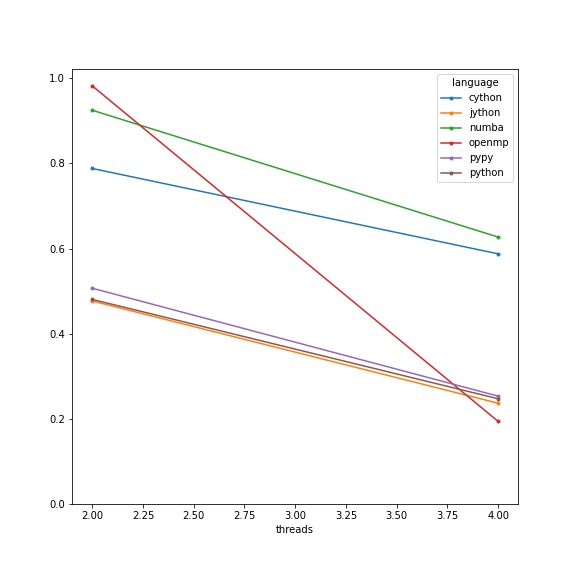 language
cython
jython
numba
openmp
pypy
python
1.0
0.8
0.6
0.4
0.2
0.0
2.00 2.25 2.50 2.75 3.00 3.25 3.50 3.75 4.00
threads